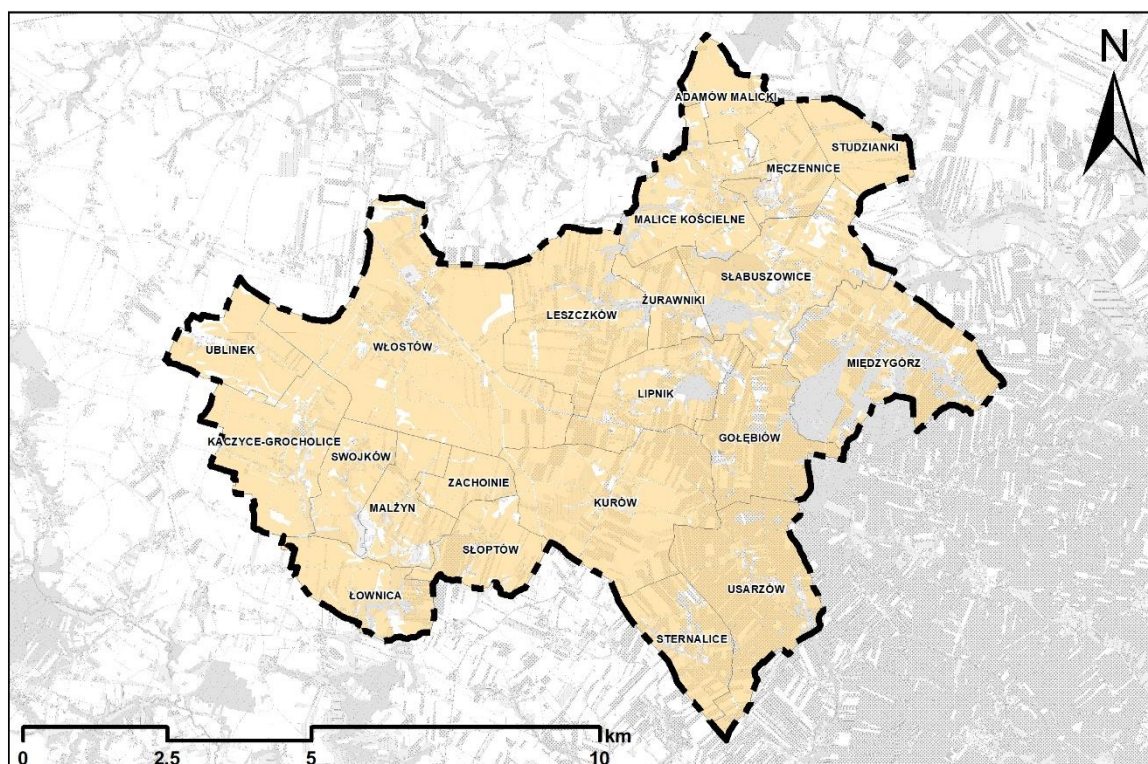 N
ADAMÓW MALICKI
STUDZIANKI
MĘCZENNICE
MALICE KOŚCIELNE
SŁABUSZOWICE
ŻURAWNIKI
LESZCZKÓW
WŁOSTÓW
UBLINEK
MIĘDZYGÓRZ
LIPNIK
GOŁĘBIÓW
KACZYCE-GROCHOLICE
SWOJKÓW
ZACHOINIE
KURÓW
MALŻYN
SŁOPTÓW
USARZÓW
ŁOWNICA
STERNALICE
km
0 2,5 5 10